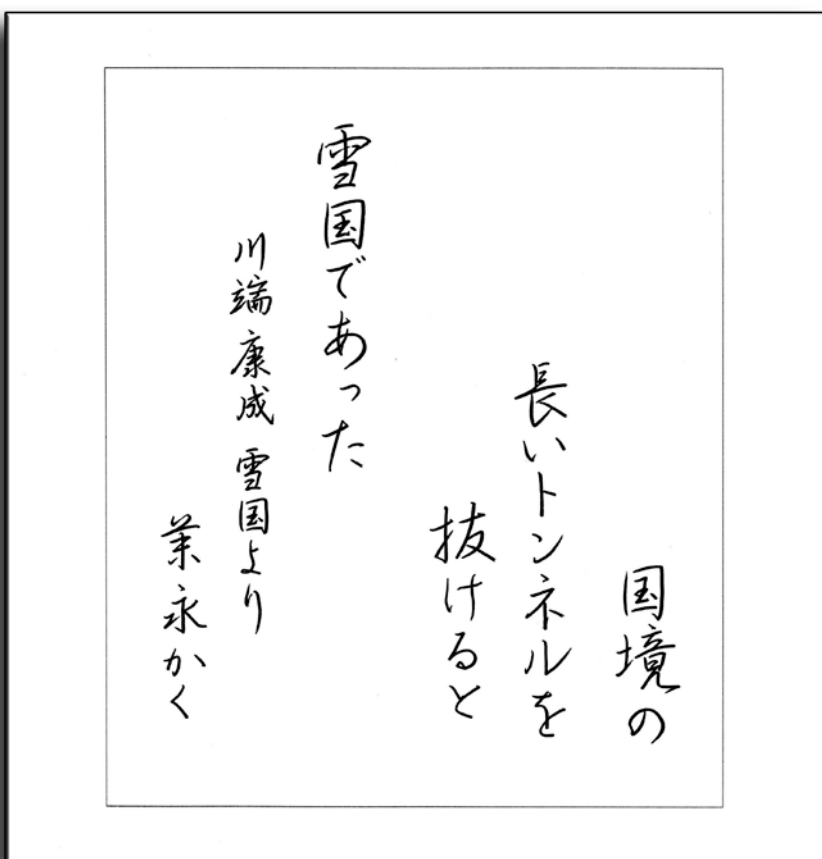 国境の
長いトンネルを
抜けると
雪国であった
川端康成 雪国より
葉永かく